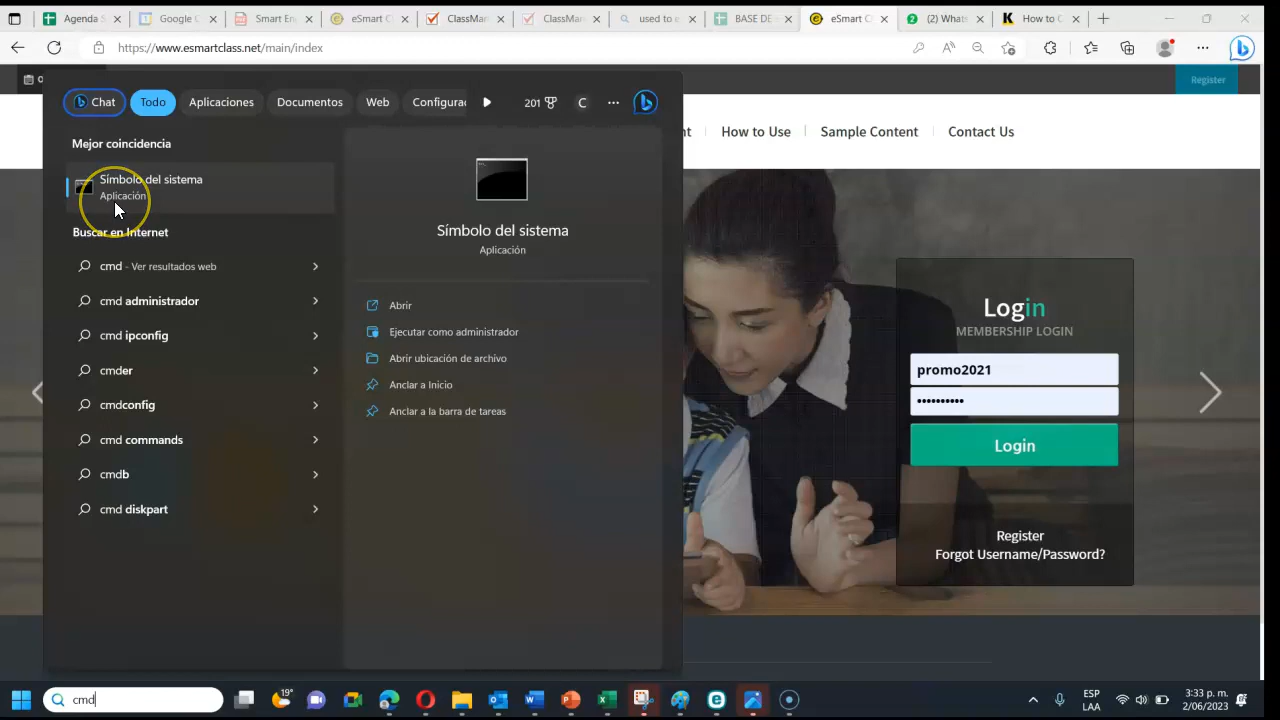 Agenda S
Google C
Smart En
eSmart Cl
ClassMar
ClassMar
used to e
BASE DE
eSmart Cl
(2) Whats
How to C
https://www.esmartclass.net/main/index
Register
How to Use
Sample Content
Contact Us
Chat
Todo
Aplicaciones
Documentos
Web
Configurac
201
C
Mejor coincidencia
Símbolo del sistema
Aplicación
Buscar en Internet
cmd - Ver resultados web
cmd administrador
cmd ipconfig
cmder
cmdconfig
cmd commands
cmdb
cmd diskpart
Símbolo del sistema
Aplicación
Abrir
Ejecutar como administrador
Abrir ubicación de archivo
Anclar a Inicio
Anclar a la barra de tareas
Login
MEMBERSHIP LOGIN
promo2021
••••••••••
Login
Register
Forgot Username/Password?
cmd
19°
ESP
LAA
3:33 p. m.
2/06/2023